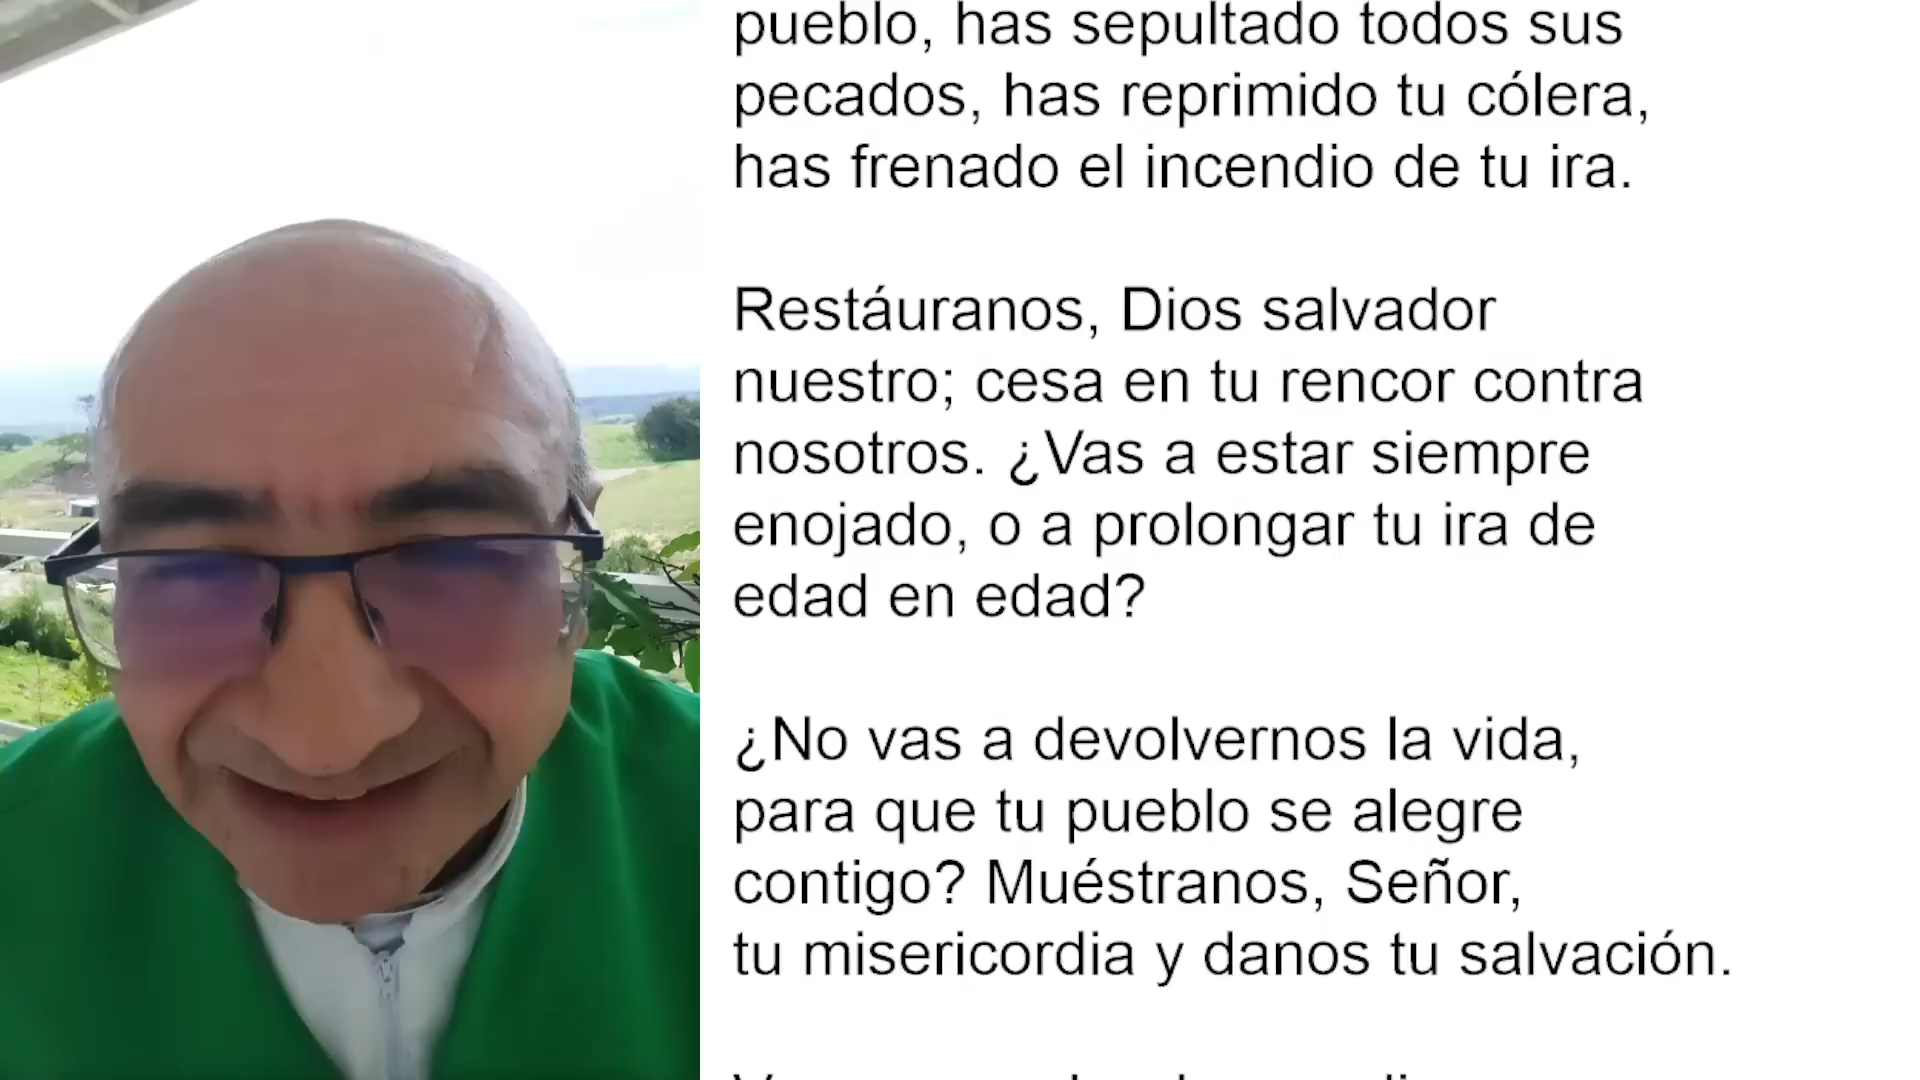 pueblo, has sepultado todos sus
pecados, has reprimido tu cólera,
has frenado el incendio de tu ira.
Restáuranos, Dios salvador
nuestro; cesa en tu rencor contra
nosotros. ¿Vas a estar siempre
enojado, o a prolongar tu ira de
edad en edad?
¿No vas a devolvernos la vida,
para que tu pueblo se alegre
contigo? Muéstranos, Señor,
tu misericordia y danos tu salvación.